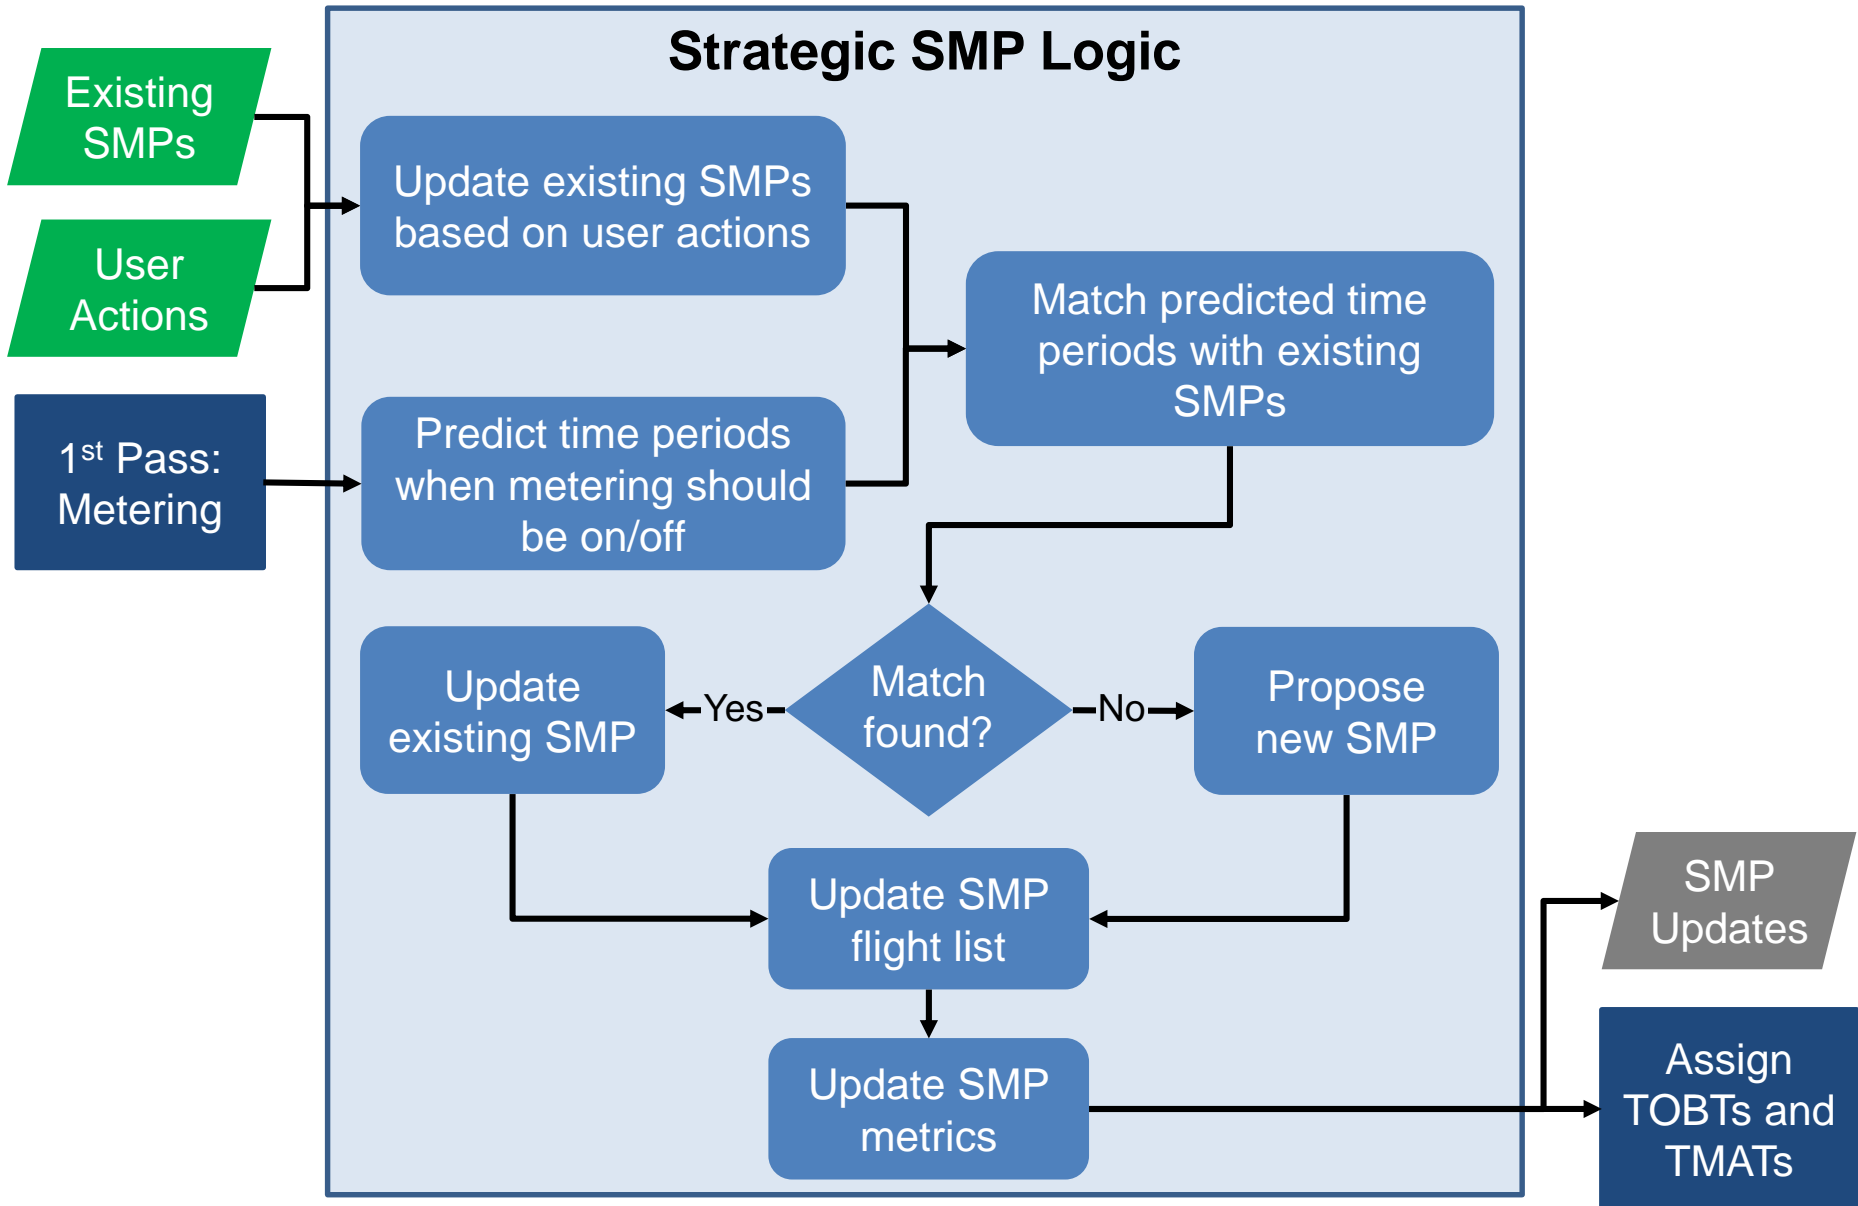 Strategic SMP Logic
Existing
SMPs
User
Actions
1st Pass:
Metering
Update existing SMPs
based on user actions
Predict time periods
when metering should
be on/off
Match predicted time
periods with existing
SMPs
Match
found?
Yes
No
Update
existing SMP
Propose
new SMP
Update SMP
flight list
Update SMP
metrics
SMP
Updates
Assign
TOBTs and
TMATs